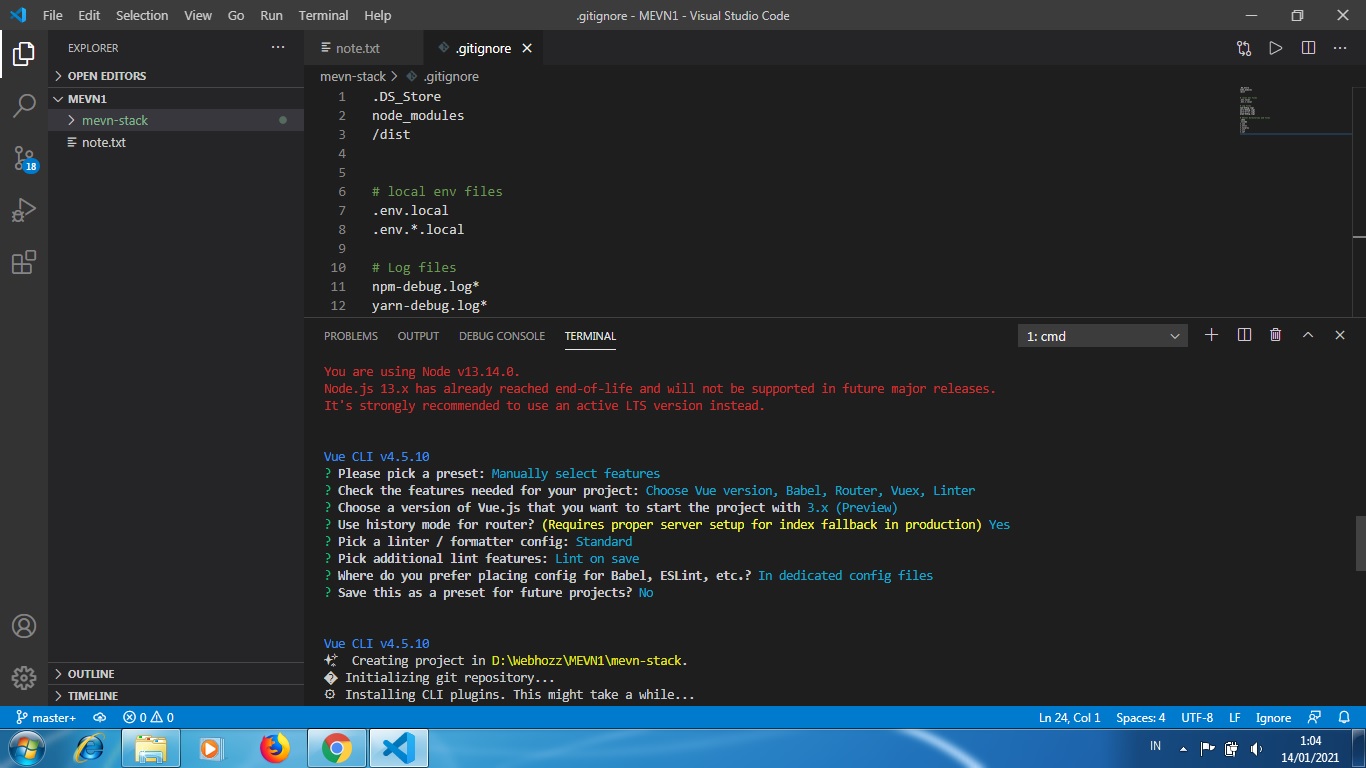 File Edit Selection View Go Run Terminal Help .gitignore - MEVN1 - Visual Studio Code
EXPLORER
OPEN EDITORS
MEVN1
mevn-stack
note.txt
18
OUTLINE
TIMELINE
note.txt .gitignore
mevn-stack > .gitignore
1 .DS_Store
2 node_modules
3 /dist
4
5
6 # local env files
7 .env.local
8 .env.*.local
9
10 # Log files
11 npm-debug.log*
12 yarn-debug.log*
PROBLEMS OUTPUT DEBUG CONSOLE TERMINAL 1: cmd
You are using Node v13.14.0.
Node.js 13.x has already reached end-of-life and will not be supported in future major releases.
It's strongly recommended to use an active LTS version instead.
Vue CLI v4.5.10
? Please pick a preset: Manually select features
? Check the features needed for your project: Choose Vue version, Babel, Router, Vuex, Linter
? Choose a version of Vue.js that you want to start the project with 3.x (Preview)
? Use history mode for router? (Requires proper server setup for index fallback in production) Yes
? Pick a linter / formatter config: Standard
? Pick additional lint features: Lint on save
? Where do you prefer placing config for Babel, ESLint, etc.? In dedicated config files
? Save this as a preset for future projects? No
Vue CLI v4.5.10
✨ Creating project in D:\Webhozz\MEVN1\mevn-stack.
� Initializing git repository...
⚙ Installing CLI plugins. This might take a while...
master+ 0 0 Ln 24, Col 1 Spaces: 4 UTF-8 LF Ignore
IN 1:04
14/01/2021